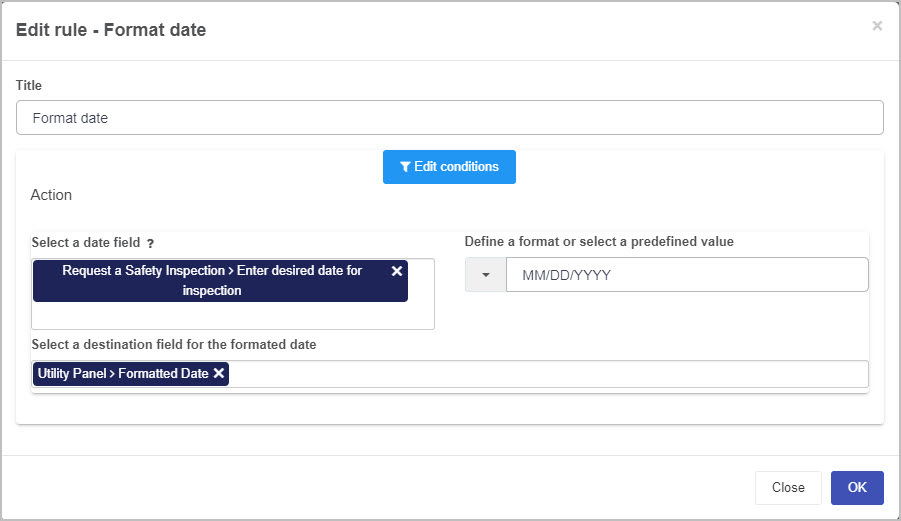 Edit rule - Format date
×
Title
Format date
Edit conditions
Action
Select a date field ?
Define a format or select a predefined value
Request a Safety Inspection > Enter desired date for
inspection
MM/DD/YYYY
Select a destination field for the formated date
Utility Panel > Formatted Date
Close
OK